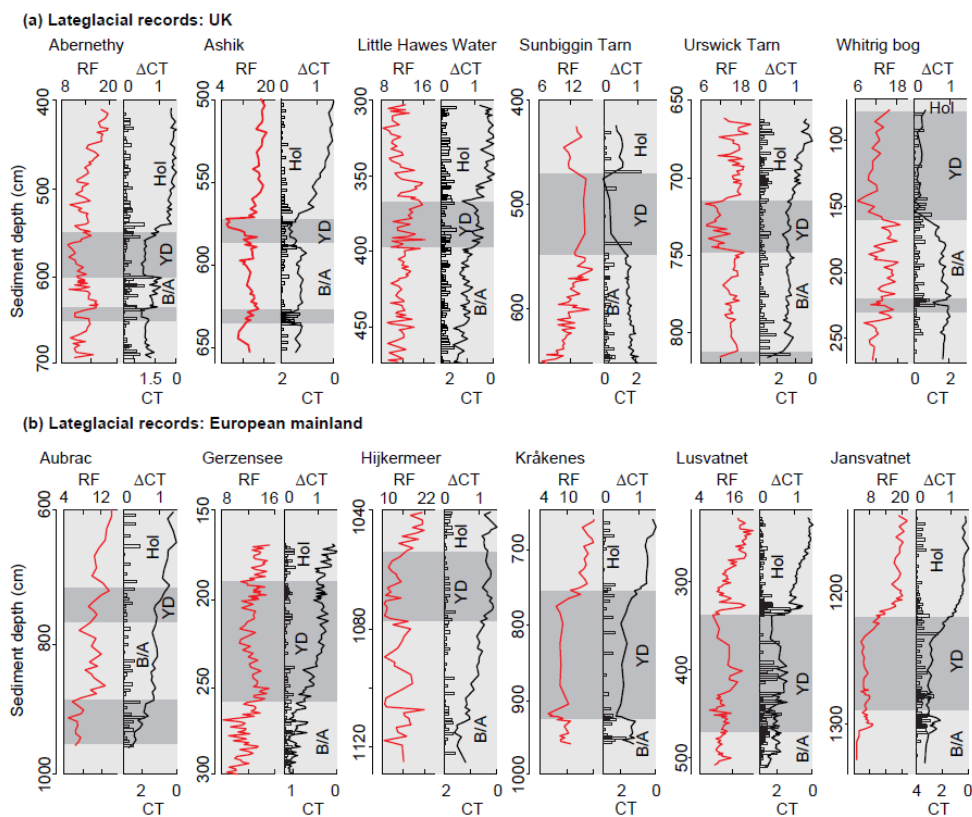 (a) Lateglacial records: UK
Abernethy Ashik Little Hawes Water Sunbiggin Tarn Urswick Tarn Whitrig bog
RF ΔCT RF ΔCT RF ΔCT RF ΔCT RF ΔCT RF ΔCT
8 20 0 1 4 20 0 1 8 16 0 1 6 12 0 1 6 18 0 1 6 18 0 1
Sediment depth (cm)
400 500 600 700
500 550 600 650
300 350 400 450
400 500 600
650 700 750 800
100 150 200 250
Hol YD B/A
Hol YD B/A
Hol YD B/A
Hol YD B/A
Hol YD B/A
Hol YD B/A
1.5 0 2 0 2 0 0 2 2 0 0 2 0
CT CT CT CT CT CT
(b) Lateglacial records: European mainland
Aubrac Gerzensee Hijkermeer Kråkenes Lusvatnet Jansvatnet
RF ΔCT RF ΔCT RF ΔCT RF ΔCT RF ΔCT RF ΔCT
4 12 0 1 8 16 0 1 10 22 0 1 4 10 0 1 8 16 0 1 8 20 0 1
Sediment depth (cm)
600 800 1000
150 200 250 300
1040 1080 1120
700 800 900 1000
300 400 500
1200 1300
Hol YD B/A
Hol YD B/A
Hol YD B/A
Hol YD B/A
Hol YD B/A
Hol YD B/A
2 0 1 0 2 0 2 0 2 0 4 2 0
CT CT CT CT CT CT